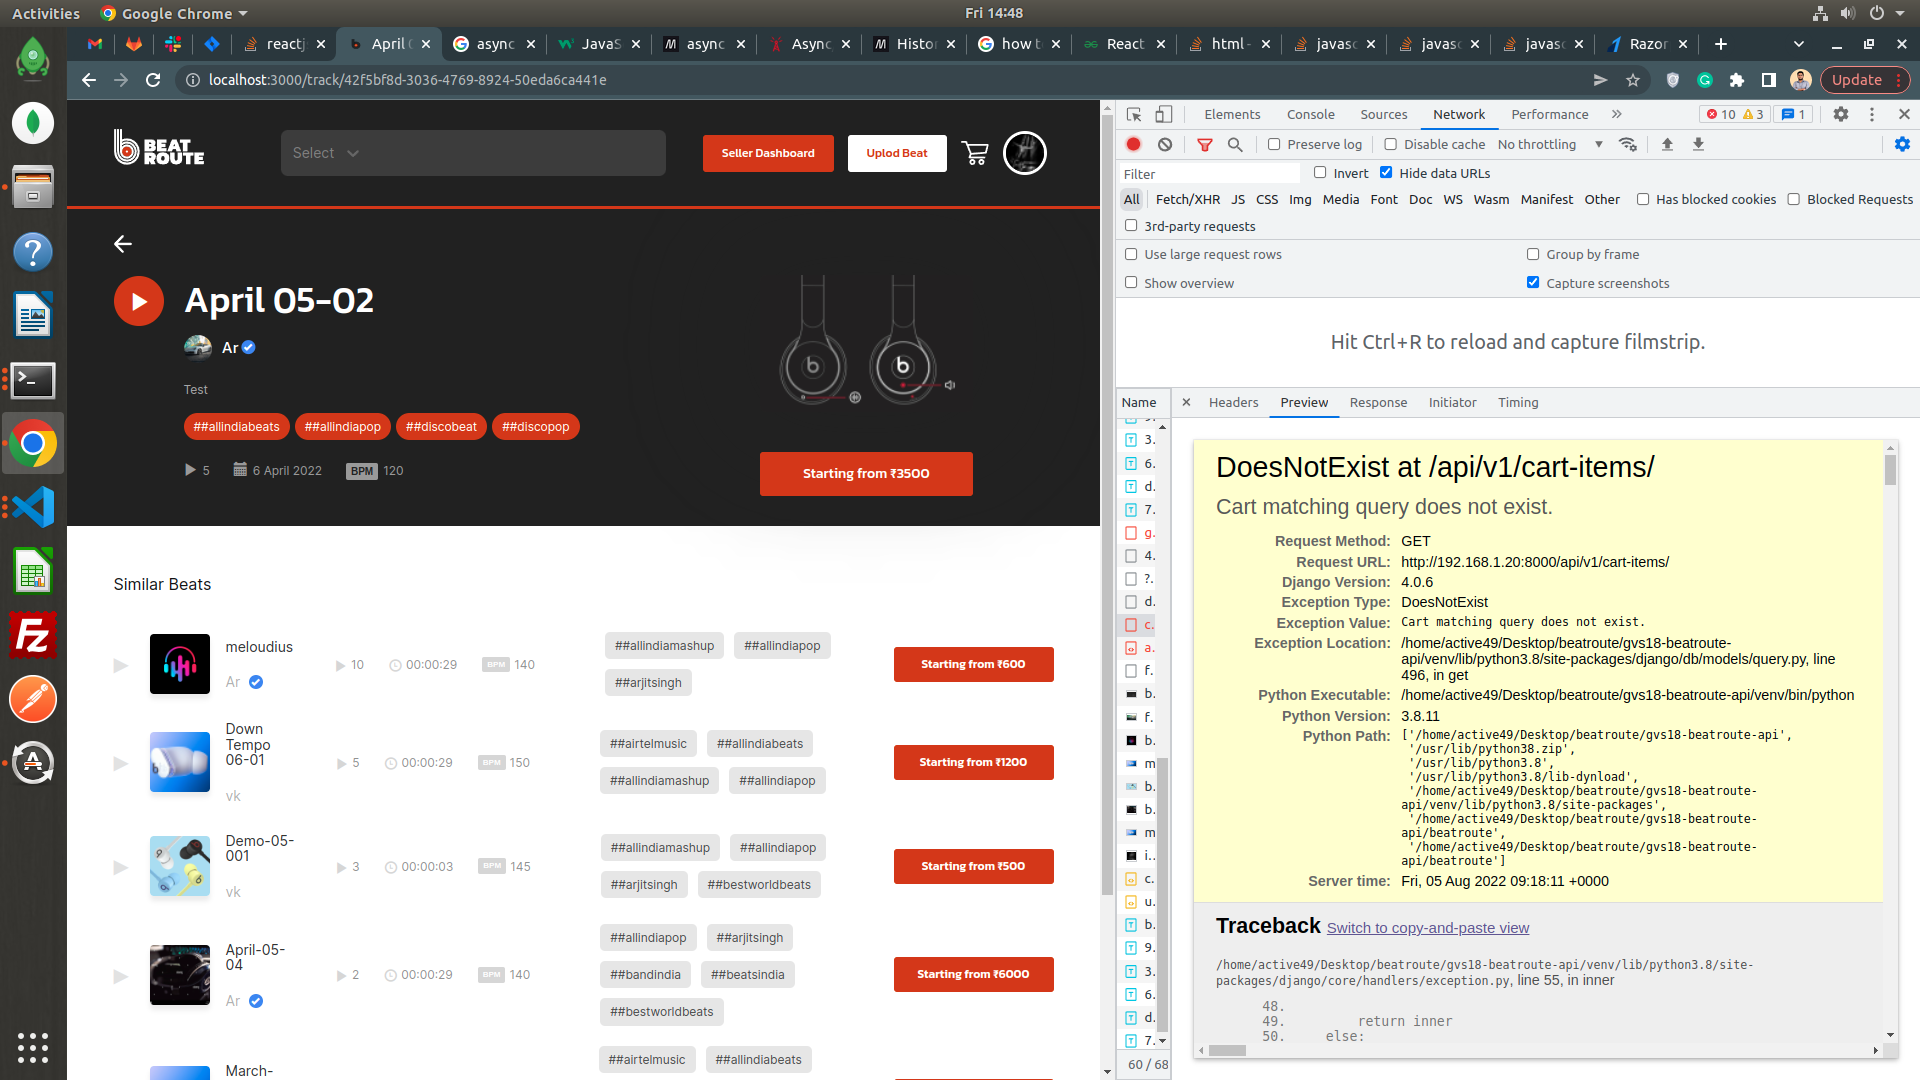 Activities
Google Chrome
Fri 14:48
reactj
April
async
JavaS
async
Async
Histor
how t
React
html -
javasc
javasc
javasc
Razor
localhost:3000/track/42f5bf8d-3036-4769-8924-50eda6ca441e
Update
BEAT
ROUTE
Select
Seller Dashboard
Uplod Beat
April 05-02
Ar
Test
##allindiabeats
##allindiapop
##discobeat
##discopop
5
6 April 2022
BPM 120
Starting from ₹3500
Similar Beats
meloudius
Ar
10
00:00:29
BPM 140
##allindiamashup
##allindiapop
##arjitsingh
Starting from ₹600
Down
Tempo
06-01
vk
5
00:00:29
BPM 150
##airtelmusic
##allindiabeats
##allindiamashup
##allindiapop
Starting from ₹1200
Demo-05-
001
vk
3
00:00:03
BPM 145
##allindiamashup
##allindiapop
##arjitsingh
##bestworldbeats
Starting from ₹500
April-05-
04
Ar
2
00:00:29
BPM 140
##allindiapop
##arjitsingh
##bandindia
##beatsindia
##bestworldbeats
Starting from ₹6000
March-
##airtelmusic
##allindiabeats
Elements
Console
Sources
Network
Performance
10
3
1
Preserve log
Disable cache
No throttling
Filter
Invert
Hide data URLs
All
Fetch/XHR
JS
CSS
Img
Media
Font
Doc
WS
Wasm
Manifest
Other
Has blocked cookies
Blocked Requests
3rd-party requests
Use large request rows
Group by frame
Show overview
Capture screenshots
Hit Ctrl+R to reload and capture filmstrip.
Name
3.
6.
d.
7.
g.
4.
?.
d.
c.
a.
f.
b.
f.
b.
m
b.
b.
m
i..
c.
u.
b.
9.
3.
6.
d.
7.
60 / 68
Headers
Preview
Response
Initiator
Timing
DoesNotExist at /api/v1/cart-items/
Cart matching query does not exist.
Request Method: GET
Request URL: http://192.168.1.20:8000/api/v1/cart-items/
Django Version: 4.0.6
Exception Type: DoesNotExist
Exception Value: Cart matching query does not exist.
Exception Location: /home/active49/Desktop/beatroute/gvs18-beatroute-
api/venv/lib/python3.8/site-packages/django/db/models/query.py, line
496, in get
Python Executable: /home/active49/Desktop/beatroute/gvs18-beatroute-api/venv/bin/python
Python Version: 3.8.11
Python Path: ['/home/active49/Desktop/beatroute/gvs18-beatroute-api',
'/usr/lib/python38.zip',
'/usr/lib/python3.8',
'/usr/lib/python3.8/lib-dynload',
'/home/active49/Desktop/beatroute/gvs18-beatroute-
api/venv/lib/python3.8/site-packages',
'/home/active49/Desktop/beatroute/gvs18-beatroute-
api/beatroute',
'/home/active49/Desktop/beatroute/gvs18-beatroute-
api/beatroute']
Server time: Fri, 05 Aug 2022 09:18:11 +0000
Traceback Switch to copy-and-paste view
/home/active49/Desktop/beatroute/gvs18-beatroute-api/venv/lib/python3.8/site-
packages/django/core/handlers/exception.py, line 55, in inner
48.
49. return inner
50. else: